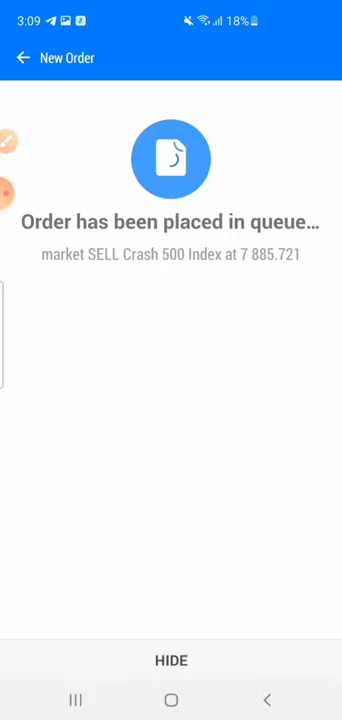 3:09 18%
New Order
Order has been placed in queue...
market SELL Crash 500 Index at 7 885.721
HIDE